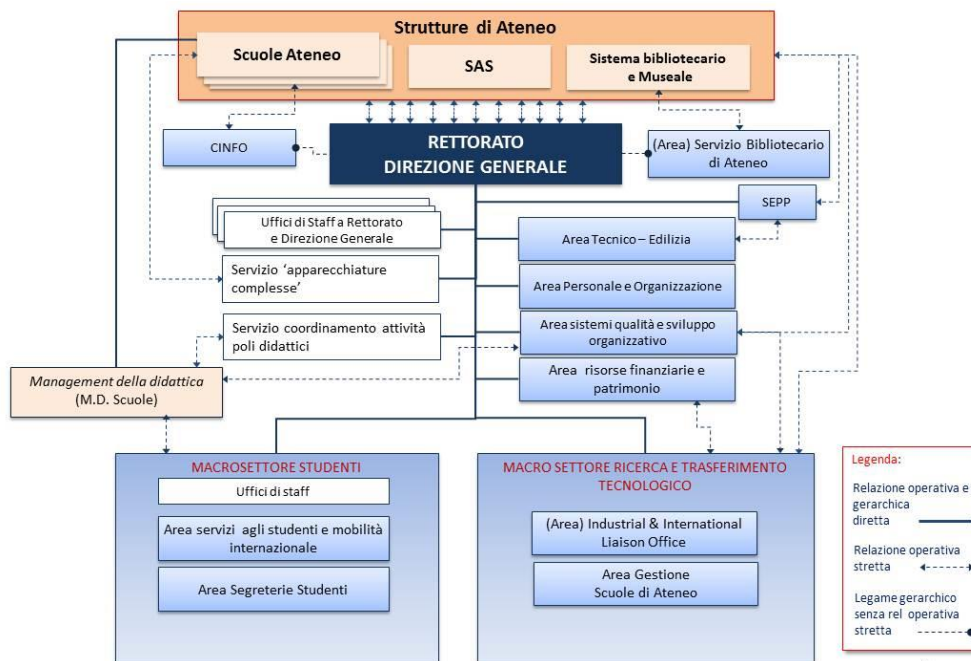 Strutture di Ateneo
Scuole Ateneo
SAS
Sistema bibliotecario
e Museale
CINFO
RETTORATO
DIREZIONE GENERALE
(Area) Servizio Bibliotecario
di Ateneo
SEPP
Uffici di Staff a Rettorato
e Direzione Generale
Area Tecnico – Edilizia
Servizio ‘apparecchiature
complesse’
Area Personale e Organizzazione
Servizio coordinamento attività
poli didattici
Area sistemi qualità e sviluppo
organizzativo
Management della didattica
(M.D. Scuole)
Area risorse finanziarie e
patrimonio
MACROSETTORE STUDENTI
Uffici di staff
Area servizi agli studenti e mobilità
internazionale
Area Segreterie Studenti
MACRO SETTORE RICERCA E TRASFERIMENTO
TECNOLOGICO
(Area) Industrial & International
Liaison Office
Area Gestione
Scuole di Ateneo
Legenda:
Relazione operativa e
gerarchica
diretta
Relazione operativa
stretta
Legame gerarchico
senza rel operativa
stretta